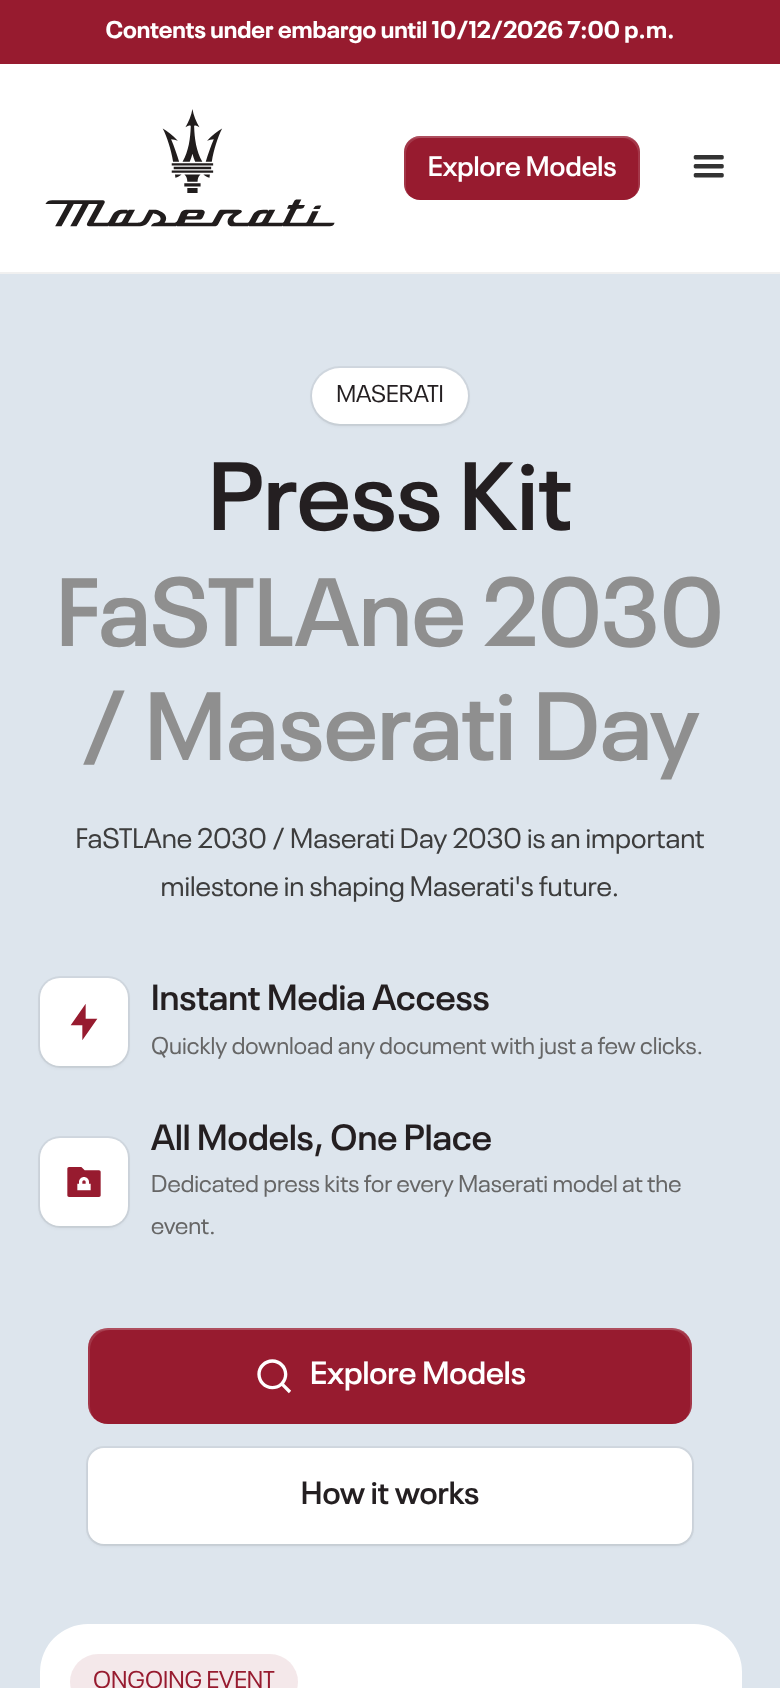 Contents under embargo until 10/12/2026 7:00 p.m.
Maserati
Explore Models
MASERATI
Press Kit
FaSTLAne 2030
/ Maserati Day
FaSTLAne 2030 / Maserati Day 2030 is an important
milestone in shaping Maserati's future.
Instant Media Access
Quickly download any document with just a few clicks.
All Models, One Place
Dedicated press kits for every Maserati model at the
event.
Explore Models
How it works
ONGOING EVENT